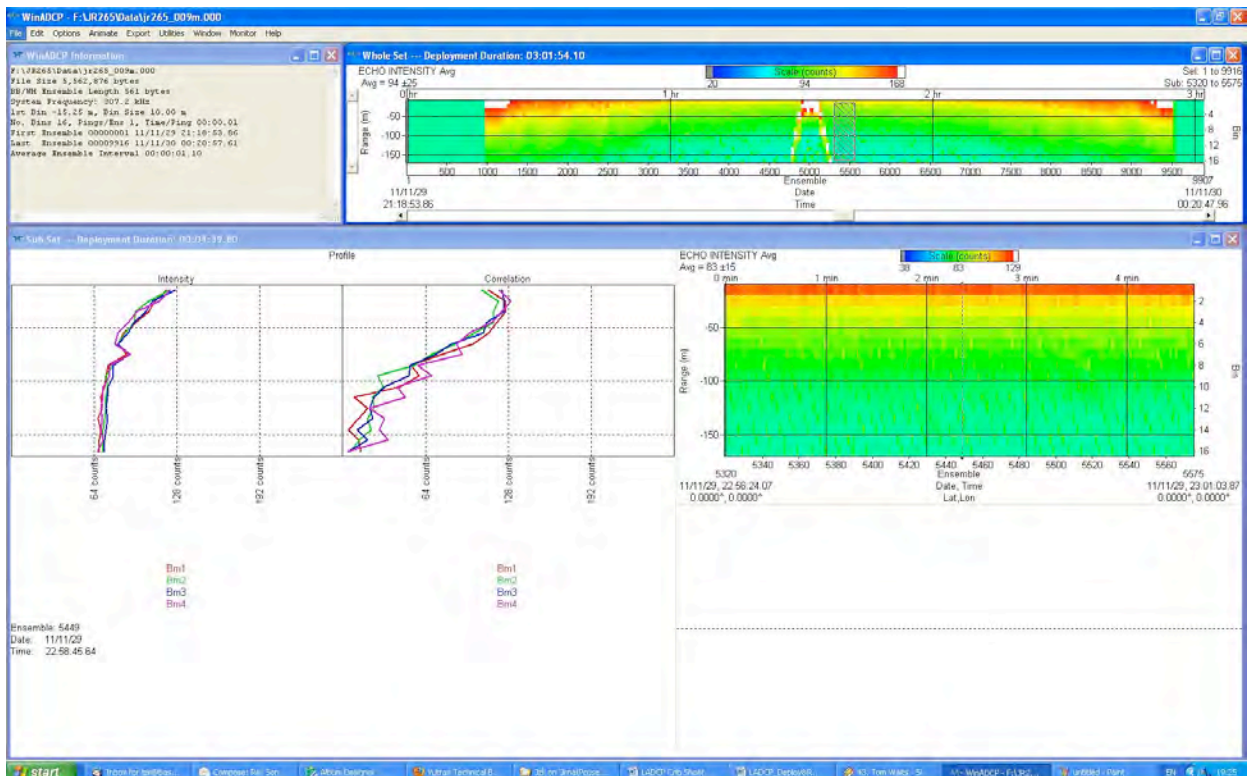 WinADCP - F:\JR265\Data\jr265_009m.000
File Edit Options Animate Export Utilities Window Monitor Help
WinADCP Information
F:\JR265\Data\jr265_009m.000
File Size 5,562,876 bytes
BB/WH Ensemble Length 561 bytes
System Frequency: 307.2 kHz
1st Bin -15.25 m, Bin Size 10.00 m
No. Bins 16, Pings/Ens 1, Time/Ping 00:00.01
First Ensemble 00000001 11/11/29 21:18:53.86
Last Ensemble 00009916 11/11/30 00:20:57.61
Average Ensemble Interval 00:00:01.10
Whole Set --- Deployment Duration: 03:01:54.10
ECHO INTENSITY Avg
Avg = 94 ±25
Scale (counts)
20 94 168
Set: 1 to 9916
Sub: 5320 to 5575
0 hr 1 hr 2 hr 3 hr
Range (m)
-50
-100
-150
4
8
12
16
Bin
1 500 1000 1500 2000 2500 3000 3500 4000 4500 5000 5500 6000 6500 7000 7500 8000 8500 9000 9500 9907
Ensemble
11/11/29 Date 11/11/30
21:18:53.86 Time 00:20:47.96
Sub Set --- Deployment Duration: 00:04:39.80
Profile
Intensity Correlation
64 counts 128 counts 192 counts 64 counts 128 counts 192 counts
Bm1 Bm1
Bm2 Bm2
Bm3 Bm3
Bm4 Bm4
Ensemble: 5449
Date: 11/11/29
Time: 22:58:45.64
ECHO INTENSITY Avg
Avg = 83 ±15
Scale (counts)
38 83 129
0 min 1 min 2 min 3 min 4 min
Range (m)
-50
-100
-150
2
4
6
8
10
12
14
16
Bin
5320 5340 5360 5380 5400 5420 5440 5460 5480 5500 5520 5540 5560 5575
Ensemble
11/11/29, 22:56:24.07 Date, Time 11/11/29, 23:01:03.87
0.0000°, 0.0000° Lat,Lon 0.0000°, 0.0000°
start
Altium Designer
LADCP Crib Sheet
WinADCP - F:\JR2...
untitled - Paint
EN
19:25